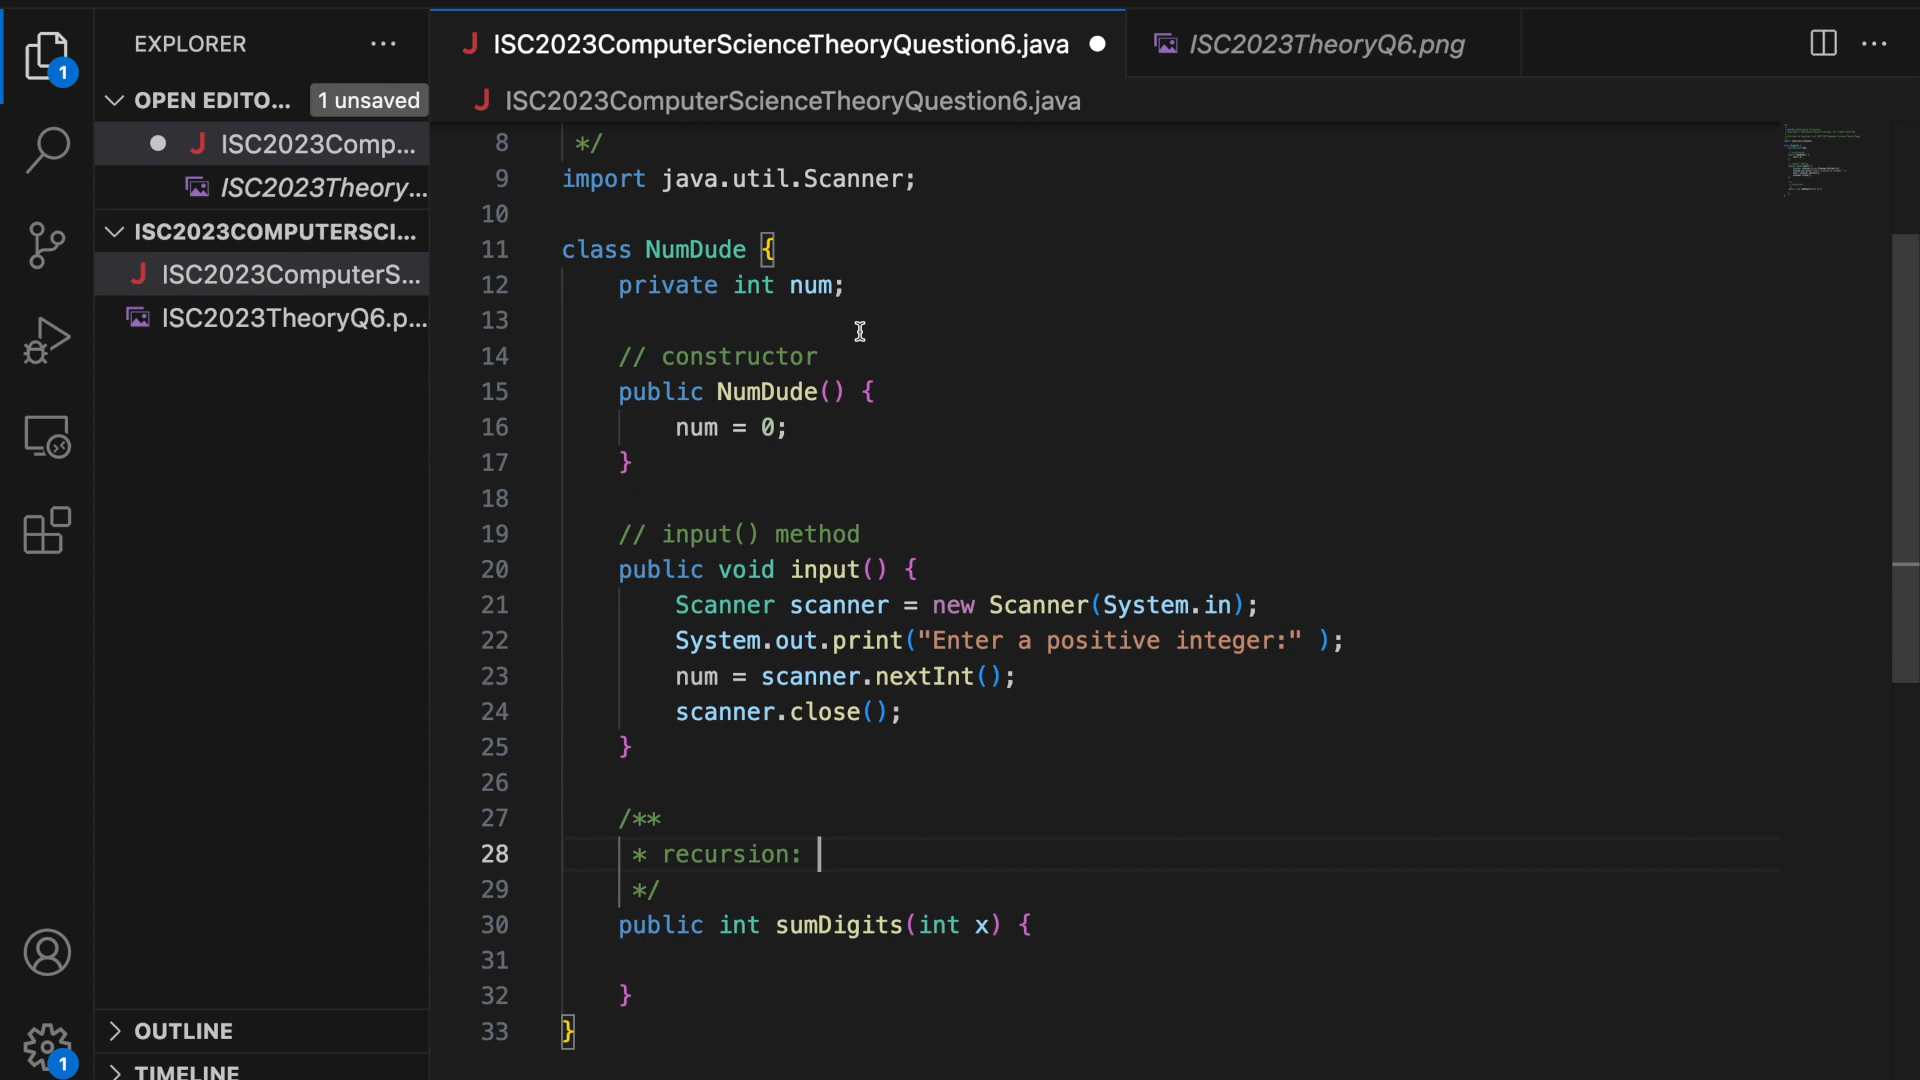 EXPLORER
OPEN EDITO... 1 unsaved
ISC2023Comp...
ISC2023Theory...
ISC2023COMPUTERSCI...
ISC2023ComputerS...
ISC2023TheoryQ6.p...
OUTLINE
TIMELINE
1
1
ISC2023ComputerScienceTheoryQuestion6.java
ISC2023TheoryQ6.png
ISC2023ComputerScienceTheoryQuestion6.java
8 */
9 import java.util.Scanner;
10
11 class NumDude {
12 private int num;
13
14 // constructor
15 public NumDude() {
16 num = 0;
17 }
18
19 // input() method
20 public void input() {
21 Scanner scanner = new Scanner(System.in);
22 System.out.print("Enter a positive integer:" );
23 num = scanner.nextInt();
24 scanner.close();
25 }
26
27 /**
28 * recursion:
29 */
30 public int sumDigits(int x) {
31
32 }
33 }